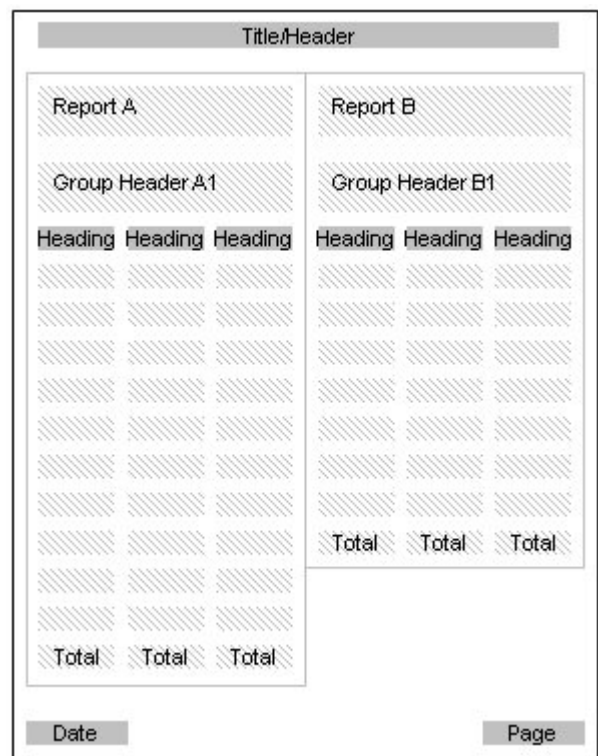 Title/Header
Report A
Group Header A1
Heading Heading Heading
Total Total Total
Report B
Group Header B1
Heading Heading Heading
Total Total Total
Date
Page